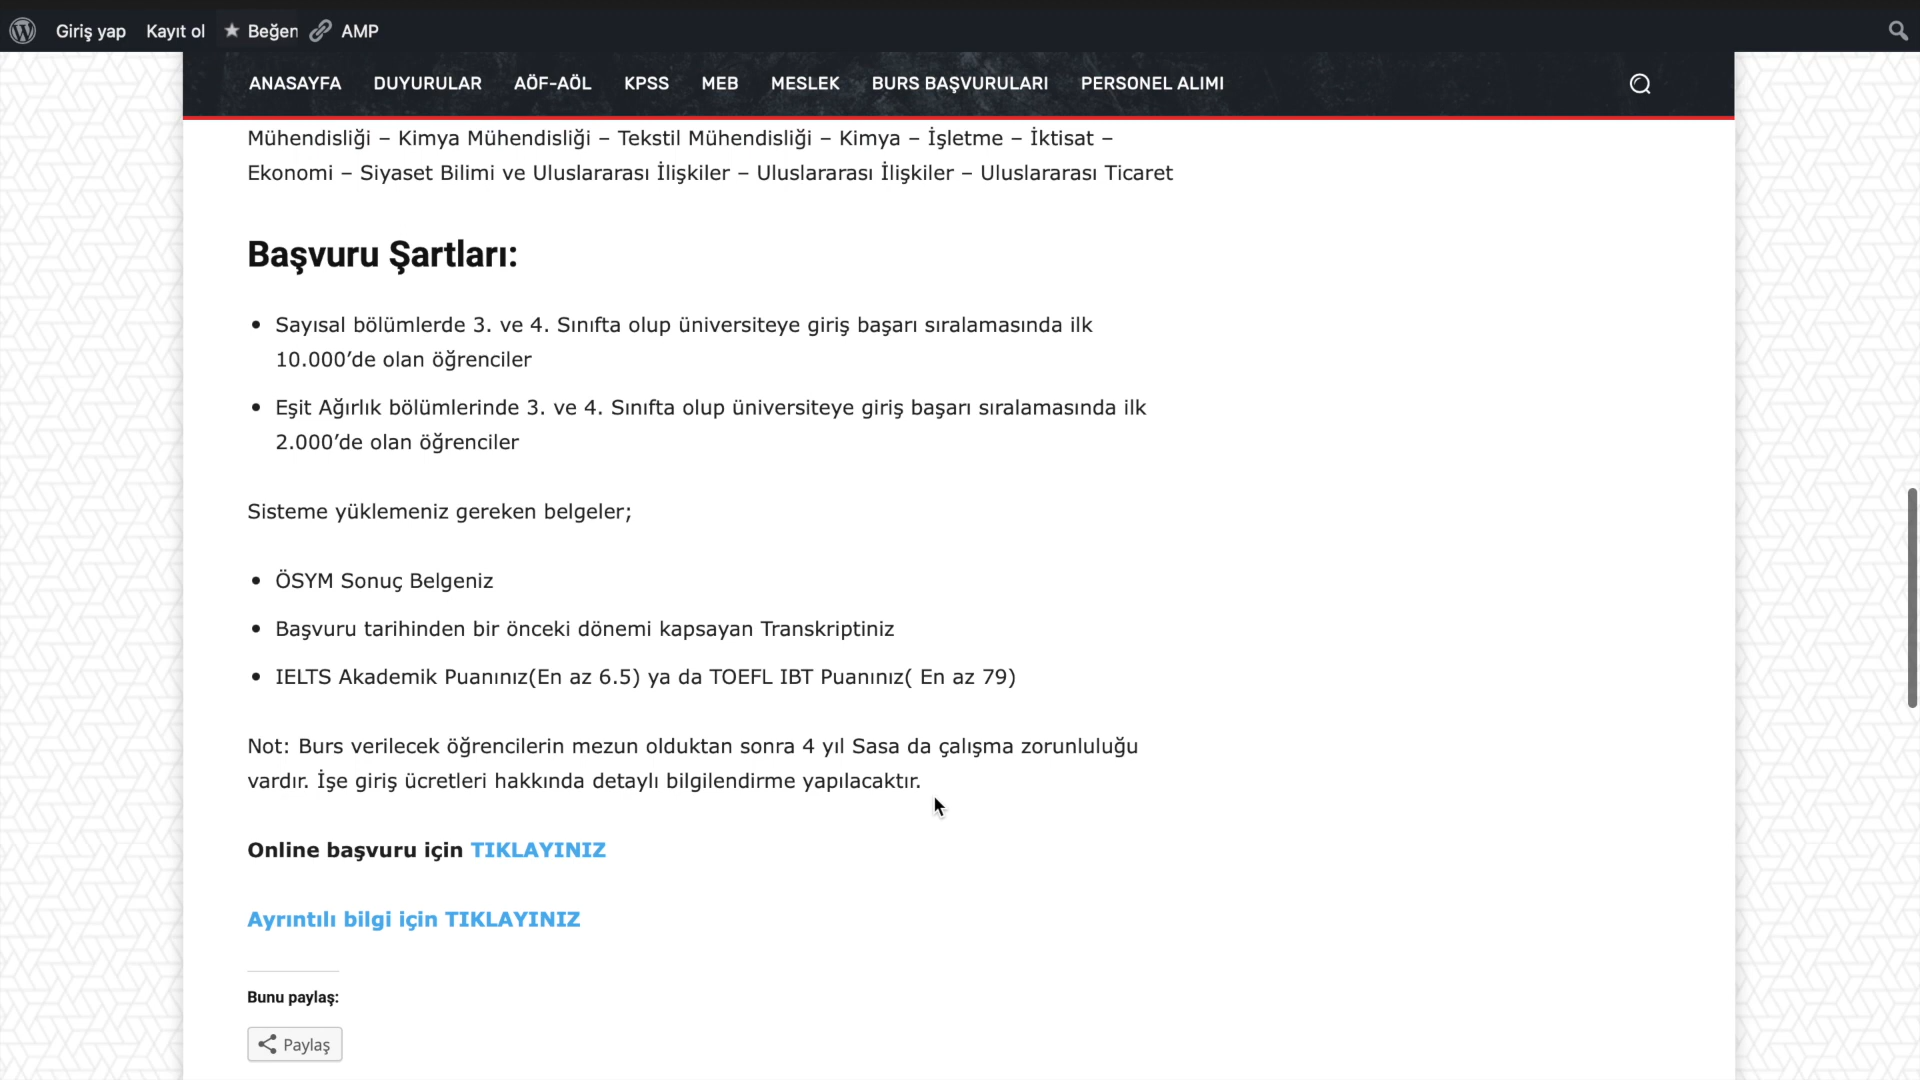 Giriş yap Kayıt ol Beğen AMP
ANASAYFA DUYURULAR AÖF-AÖL KPSS MEB MESLEK BURS BAŞVURULARI PERSONEL ALIMI
Mühendisliği – Kimya Mühendisliği – Tekstil Mühendisliği – Kimya – İşletme – İktisat –
Ekonomi – Siyaset Bilimi ve Uluslararası İlişkiler – Uluslararası İlişkiler – Uluslararası Ticaret
Başvuru Şartları:
• Sayısal bölümlerde 3. ve 4. Sınıfta olup üniversiteye giriş başarı sıralamasında ilk
10.000’de olan öğrenciler
• Eşit Ağırlık bölümlerinde 3. ve 4. Sınıfta olup üniversiteye giriş başarı sıralamasında ilk
2.000’de olan öğrenciler
Sisteme yüklemeniz gereken belgeler;
• ÖSYM Sonuç Belgeniz
• Başvuru tarihinden bir önceki dönemi kapsayan Transkriptiniz
• IELTS Akademik Puanınız(En az 6.5) ya da TOEFL IBT Puanınız( En az 79)
Not: Burs verilecek öğrencilerin mezun olduktan sonra 4 yıl Sasa da çalışma zorunluluğu
vardır. İşe giriş ücretleri hakkında detaylı bilgilendirme yapılacaktır.
Online başvuru için TIKLAYINIZ
Ayrıntılı bilgi için TIKLAYINIZ
Bunu paylaş:
Paylaş